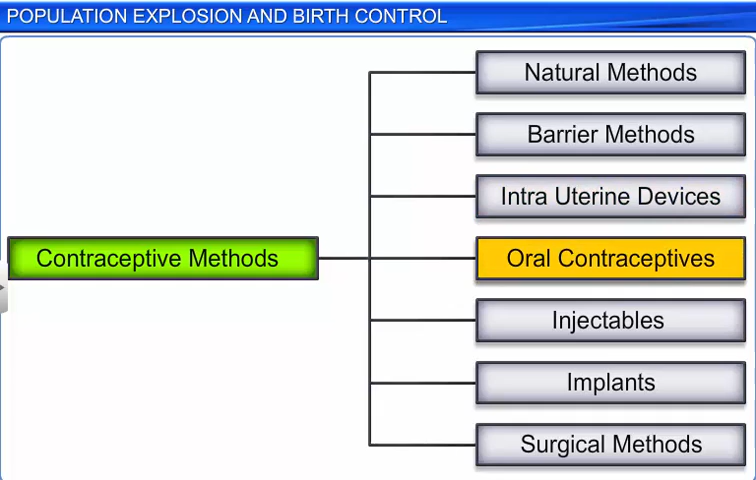 POPULATION EXPLOSION AND BIRTH CONTROL
Natural Methods
Barrier Methods
Intra Uterine Devices
Contraceptive Methods
Oral Contraceptives
Injectables
Implants
Surgical Methods